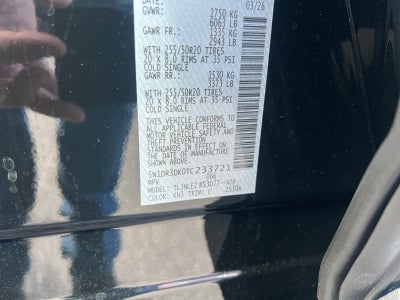 DATE: 03/26
GVWR: 2750 KG
6063 LB
GAWR FR.: 1335 KG
2943 LB
WITH 255/50R20 TIRES
20 x 8.0 RIMS AT 35 PSI
COLD SINGLE
GAWR RR.: 1530 KG
3373 LB
WITH 255/50R20 TIRES
20 x 8.0 RIMS AT 35 PSI
COLD SINGLE
THIS VEHICLE CONFORMS TO
ALL APPLICABLE FEDERAL
MOTOR VEHICLE SAFETY AND
THEFT PREVENTION
STANDARDS IN EFFECT ON
THE DATE OF MANUFACTURE
SHOWN ABOVE.
5N1DR3DK0TC233721
MPV 066
COLOR: KH3 TRIM: C